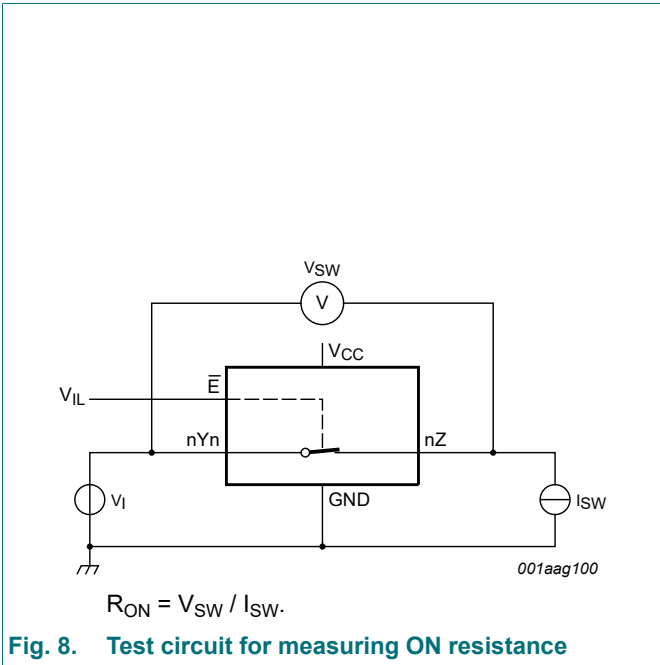 VSW
V
VCC
E̅
VIL
nYn
nZ
VI
GND
ISW
001aag100
RON = VSW / ISW.
Fig. 8. Test circuit for measuring ON resistance